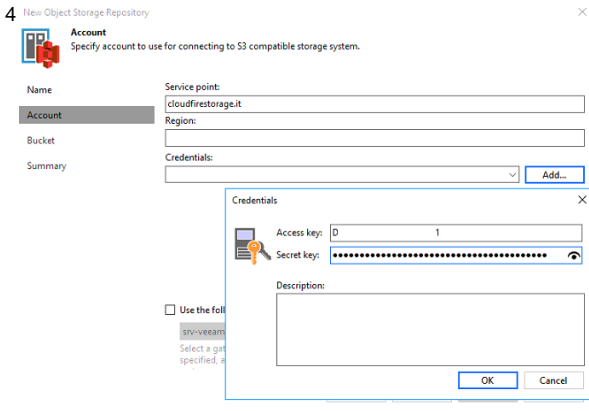 4 New Object Storage Repository
Account
Specify account to use for connecting to S3 compatible storage system.
Name
Account
Bucket
Summary
Service point:
cloudfirestorage.it
Region:
Credentials:
Add...
Credentials
Access key: D 1
Secret key: ●●●●●●●●●●●●●●●●●●●●●●●●●●●●●●●●●●●●●●●●
Description:
OK Cancel
Use the foll
srv-veeam
Select a gat
specified, a